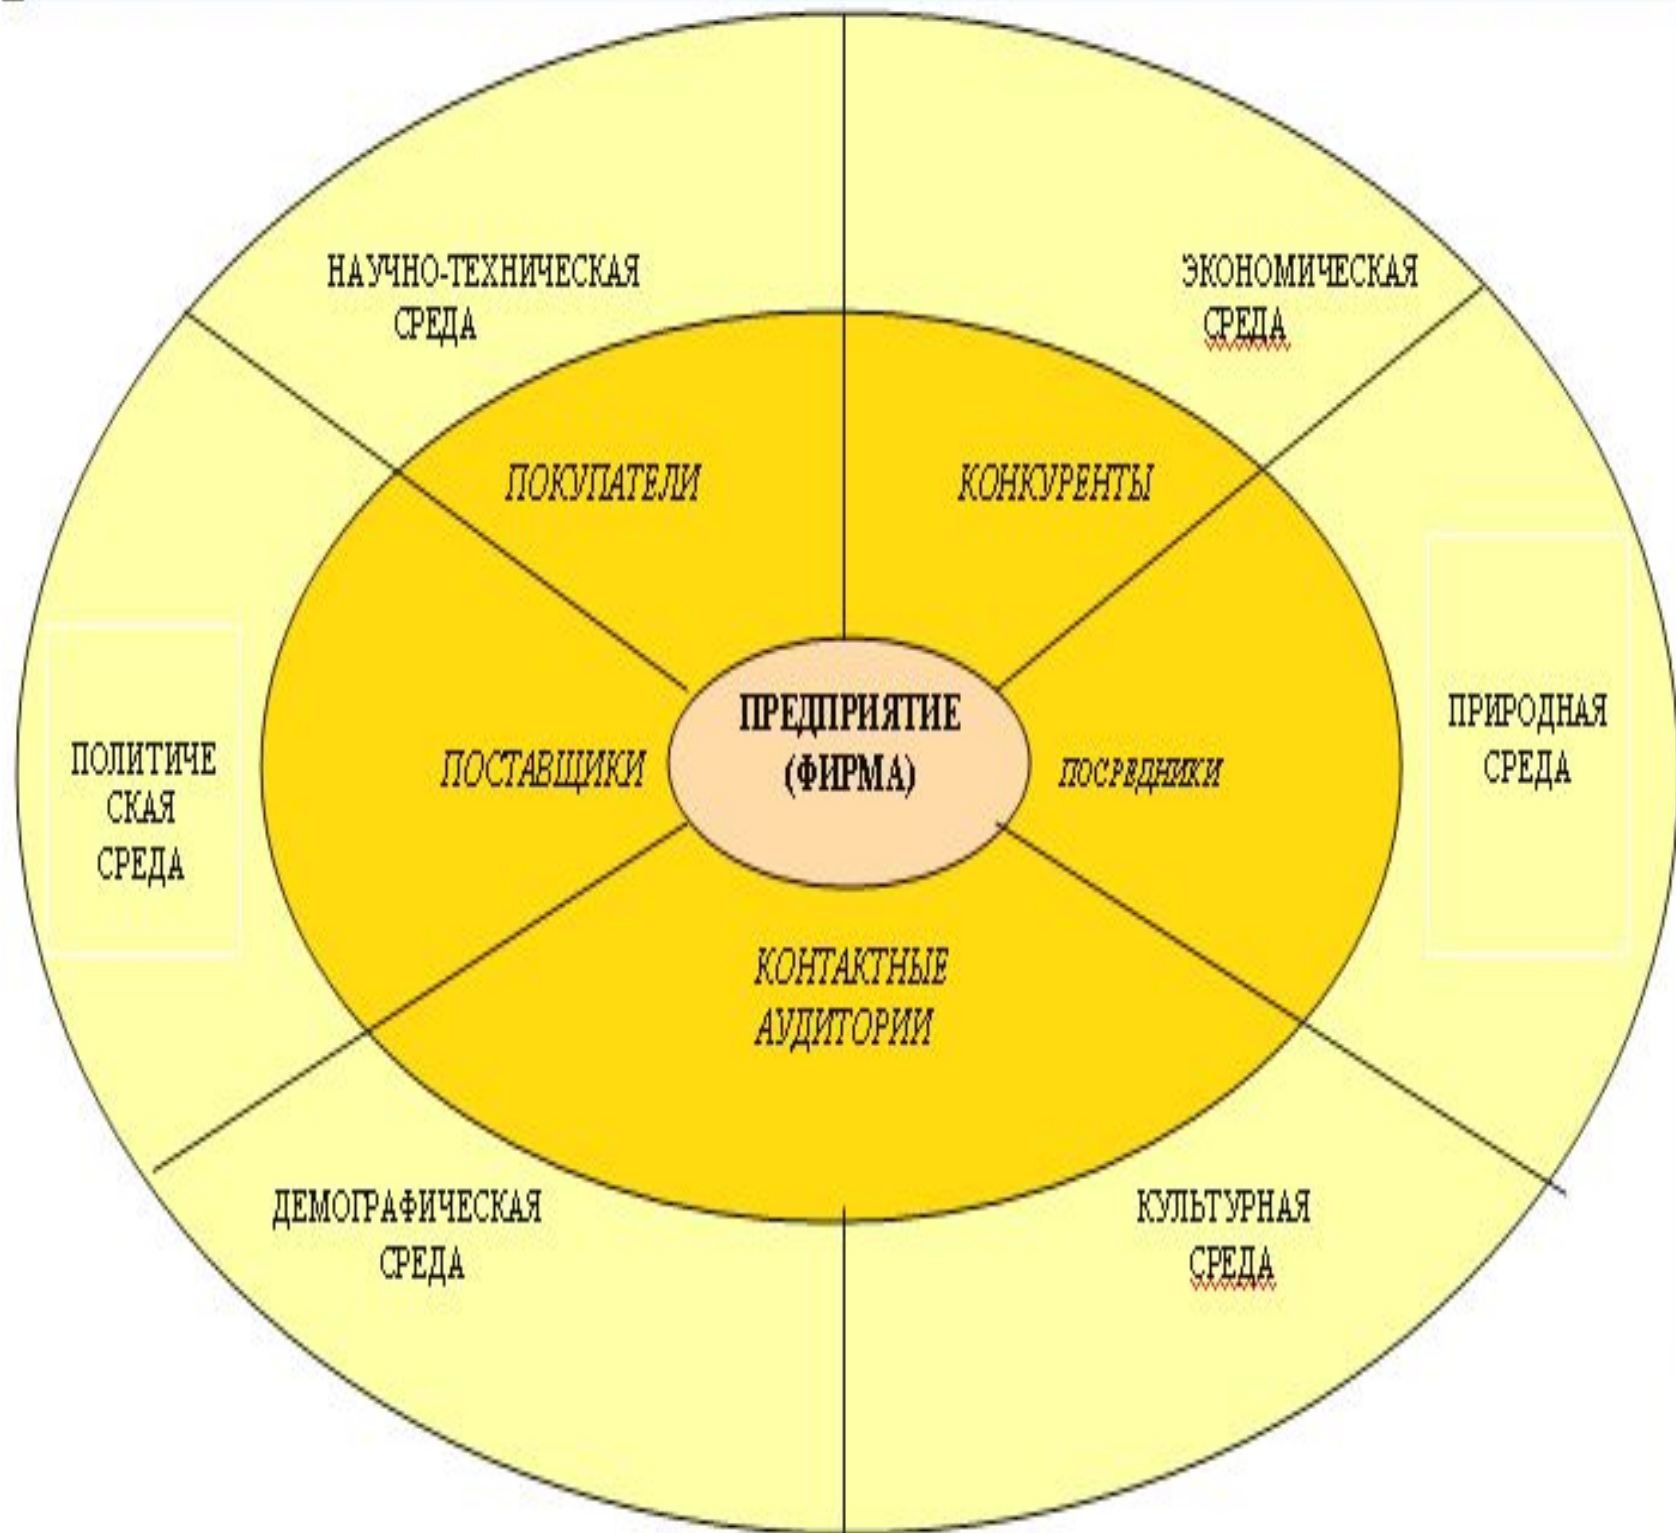 НАУЧНО-ТЕХНИЧЕСКАЯ
СРЕДА
ЭКОНОМИЧЕСКАЯ
СРЕДА
ПОКУПАТЕЛИ
КОНКУРЕНТЫ
ПОЛИТИЧЕ
СКАЯ
СРЕДА
ПОСТАВЩИКИ
ПРЕДПРИЯТИЕ
(ФИРМА)
ПОСРЕДНИКИ
ПРИРОДНАЯ
СРЕДА
КОНТАКТНЫЕ
АУДИТОРИИ
ДЕМОГРАФИЧЕСКАЯ
СРЕДА
КУЛЬТУРНАЯ
СРЕДА